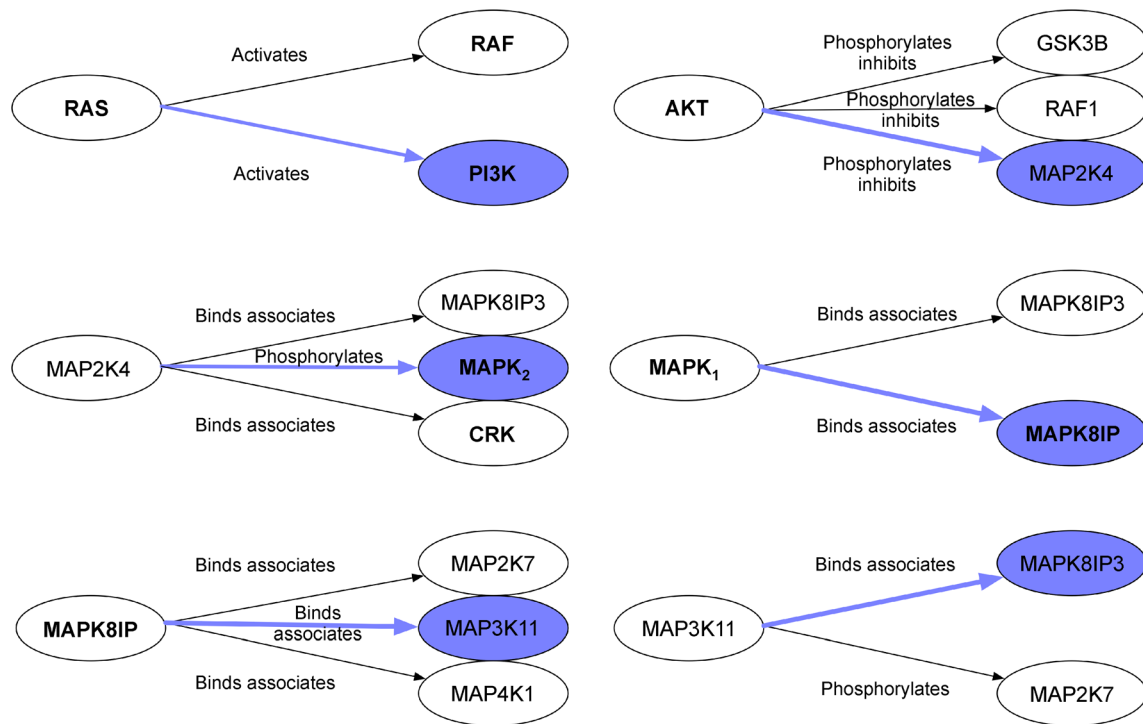 RAF
Activates
RAS
Activates
PI3K
Phosphorylates
inhibits
GSK3B
AKT
Phosphorylates
inhibits
RAF1
Phosphorylates
inhibits
MAP2K4
Binds associates
MAPK8IP3
MAP2K4
Phosphorylates
MAPK₂
Binds associates
CRK
Binds associates
MAPK8IP3
MAPK₁
Binds associates
MAPK8IP
Binds associates
MAP2K7
MAPK8IP
Binds
associates
MAP3K11
Binds associates
MAP4K1
Binds associates
MAPK8IP3
MAP3K11
Phosphorylates
MAP2K7